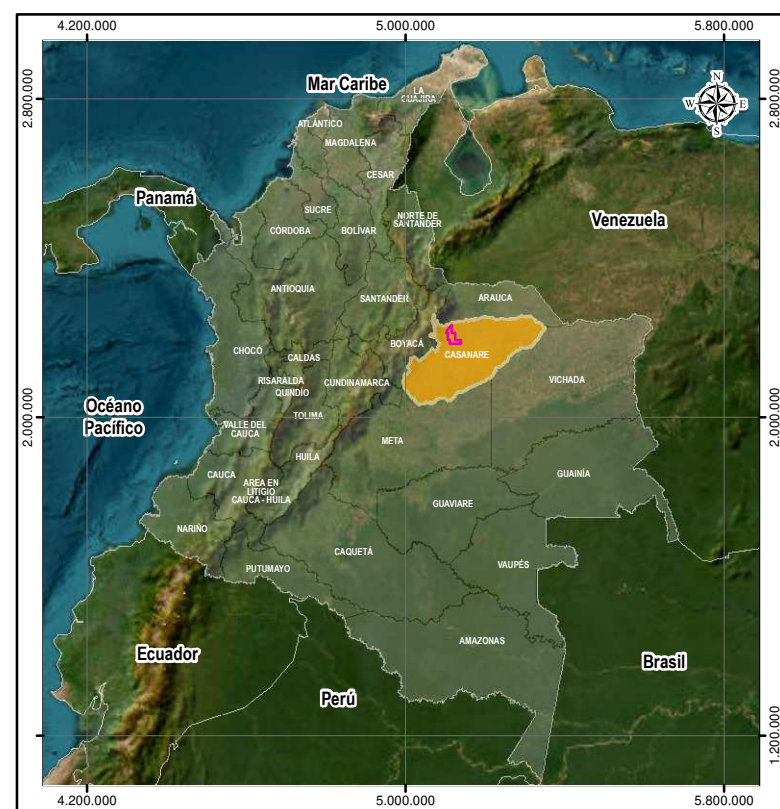 4.200.000
5.000.000
5.800.000
2.800.000
2.800.000
N
W
E
S
Mar Caribe
LA
GUAJIRA
ATLÁNTICO
MAGDALENA
CESAR
Panamá
SUCRE
NORTE DE
SANTANDER
Venezuela
CÓRDOBA
BOLÍVAR
ANTIOQUIA
SANTANDER
ARAUCA
BOYACÁ
CHOCÓ
CALDAS
CASANARE
RISARALDA
CUNDINAMARCA
VICHADA
QUINDÍO
Océano
Pacífico
TOLIMA
2.000.000
2.000.000
VALLE DEL
CAUCA
META
HUILA
CAUCA
AREA EN
LITIGIO
CAUCA - HUILA
GUAINÍA
GUAVIARE
NARIÑO
CAQUETÁ
VAUPÉS
PUTUMAYO
AMAZONAS
Ecuador
Brasil
Perú
1.200.000
1.200.000
4.200.000
5.000.000
5.800.000